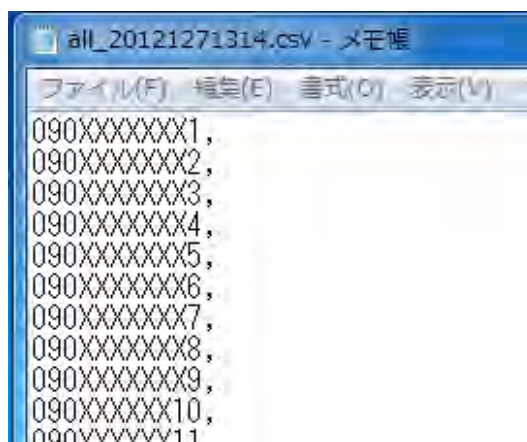 all_20121271314.csv - メモ帳
ファイル(F) 編集(E) 書式(O) 表示(V)
090XXXXXXX1,
090XXXXXXX2,
090XXXXXXX3,
090XXXXXXX4,
090XXXXXXX5,
090XXXXXXX6,
090XXXXXXX7,
090XXXXXXX8,
090XXXXXXX9,
090XXXXXX10,
090XXXXXX11